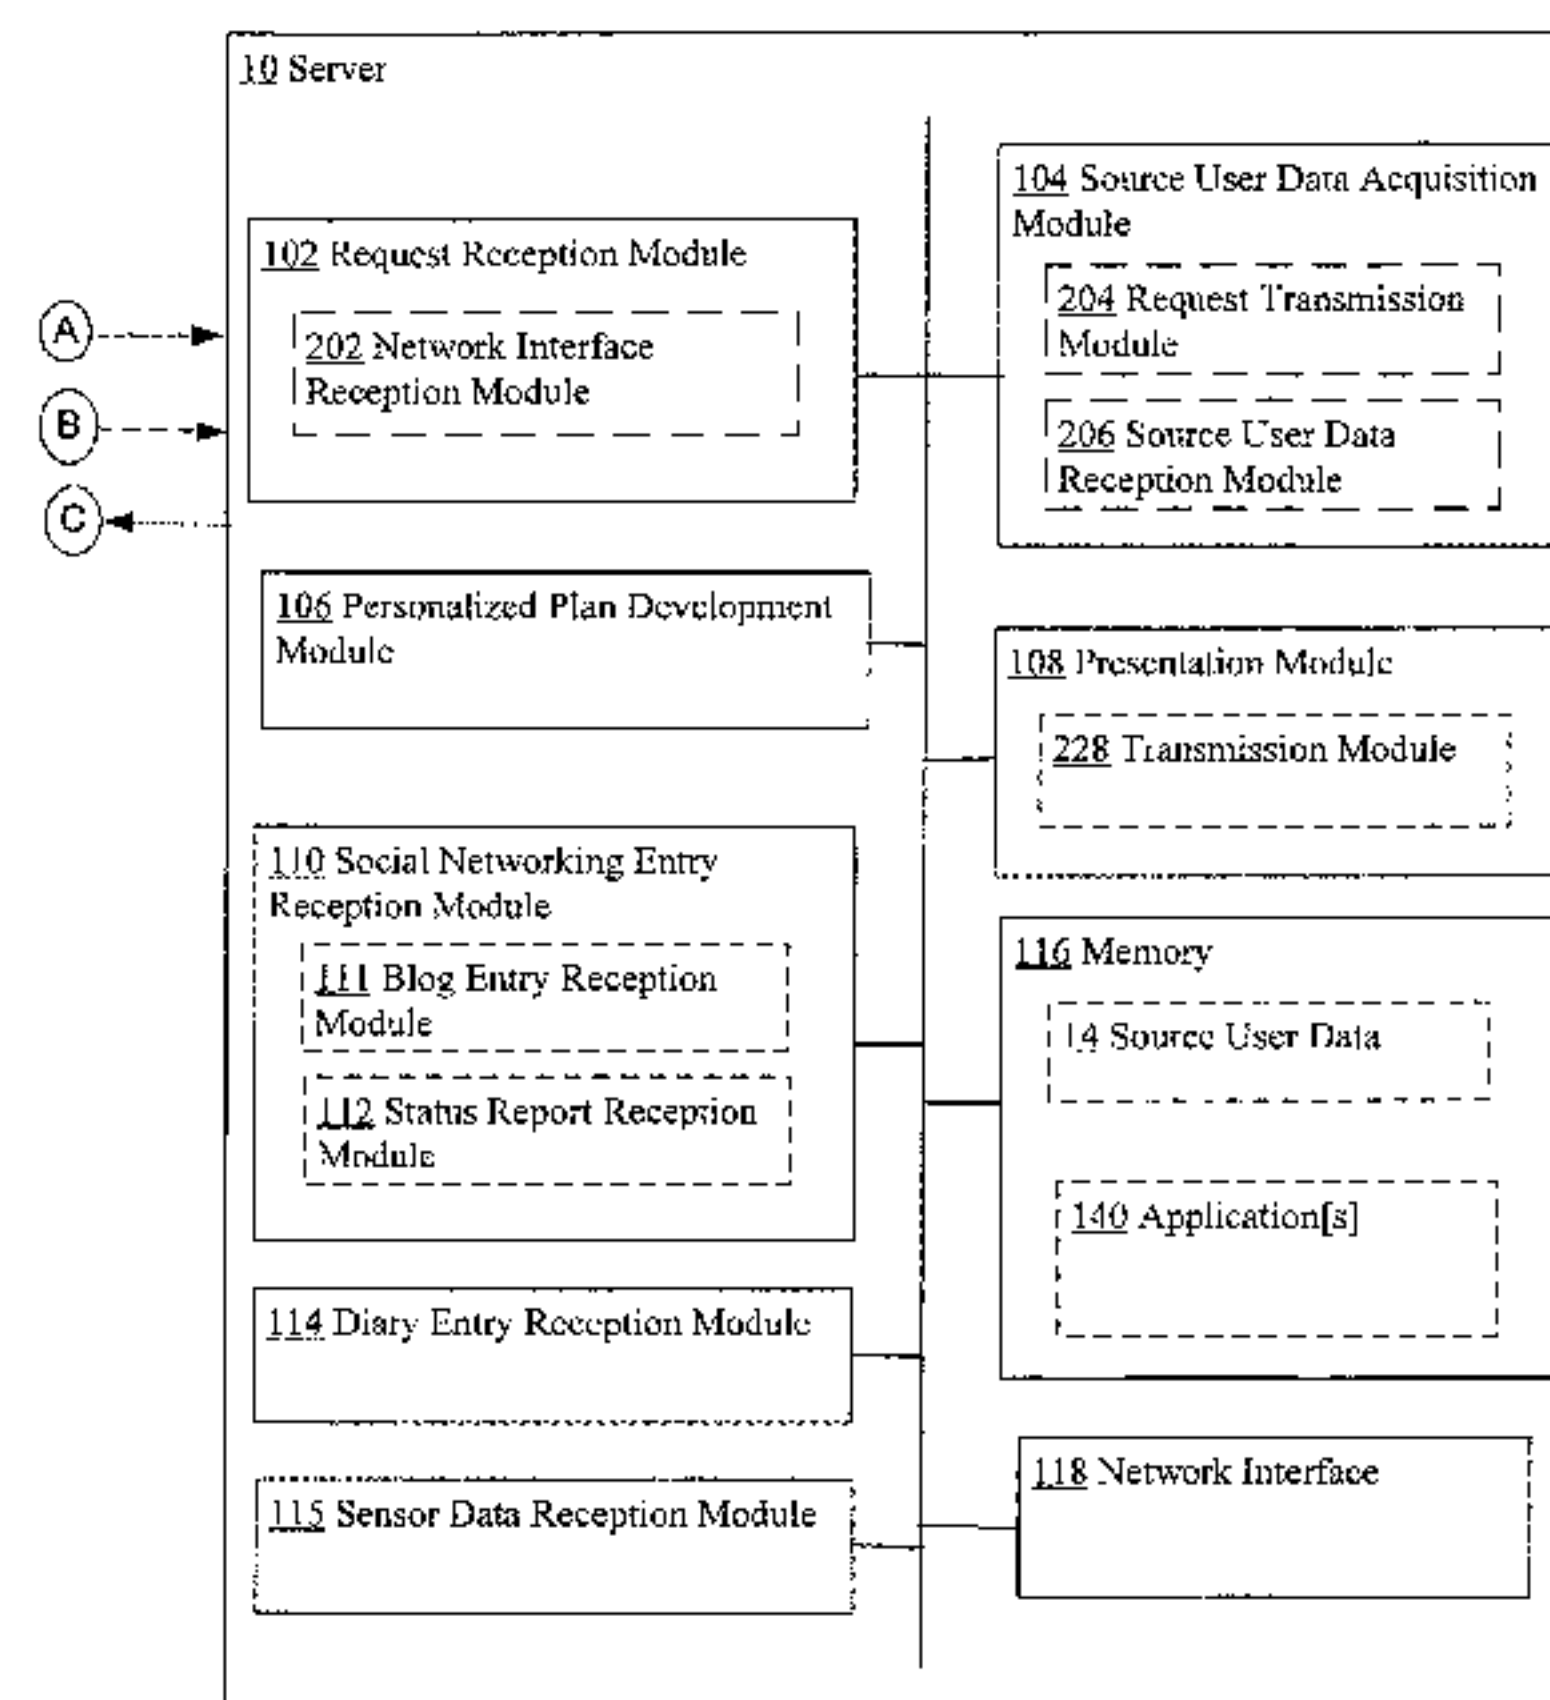 10 Server
A
B
C
102 Request Reception Module
202 Network Interface
Reception Module
106 Personalized Plan Development
Module
110 Social Networking Entry
Reception Module
111 Blog Entry Reception
Module
112 Status Report Reception
Module
114 Diary Entry Reception Module
115 Sensor Data Reception Module
104 Source User Data Acquisition
Module
204 Request Transmission
Module
206 Source User Data
Reception Module
108 Presentation Module
228 Transmission Module
116 Memory
14 Source User Data
140 Application[s]
118 Network Interface